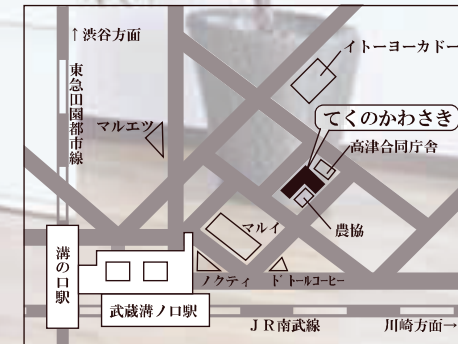 ↑渋谷方面
イトーヨーカドー
東急田園都市線
マルエツ
てくのかわさき
高津合同庁舎
農協
マルイ
溝の口駅
ノクティ
ドトールコーヒー
武蔵溝ノ口駅
JR南武線
川崎方面→